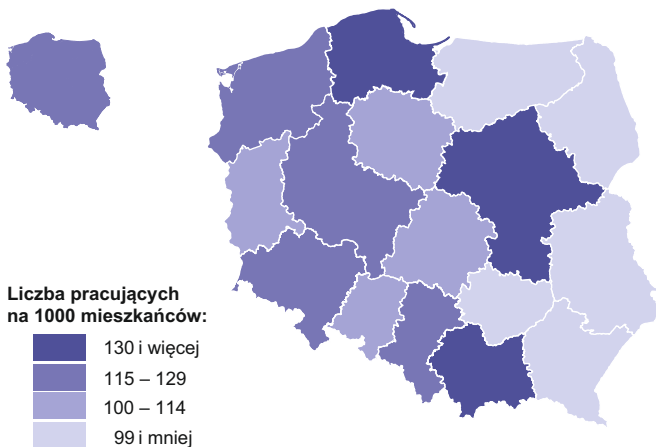 Liczba pracujących
na 1000 mieszkańców:
130 i więcej
115 – 129
100 – 114
99 i mniej